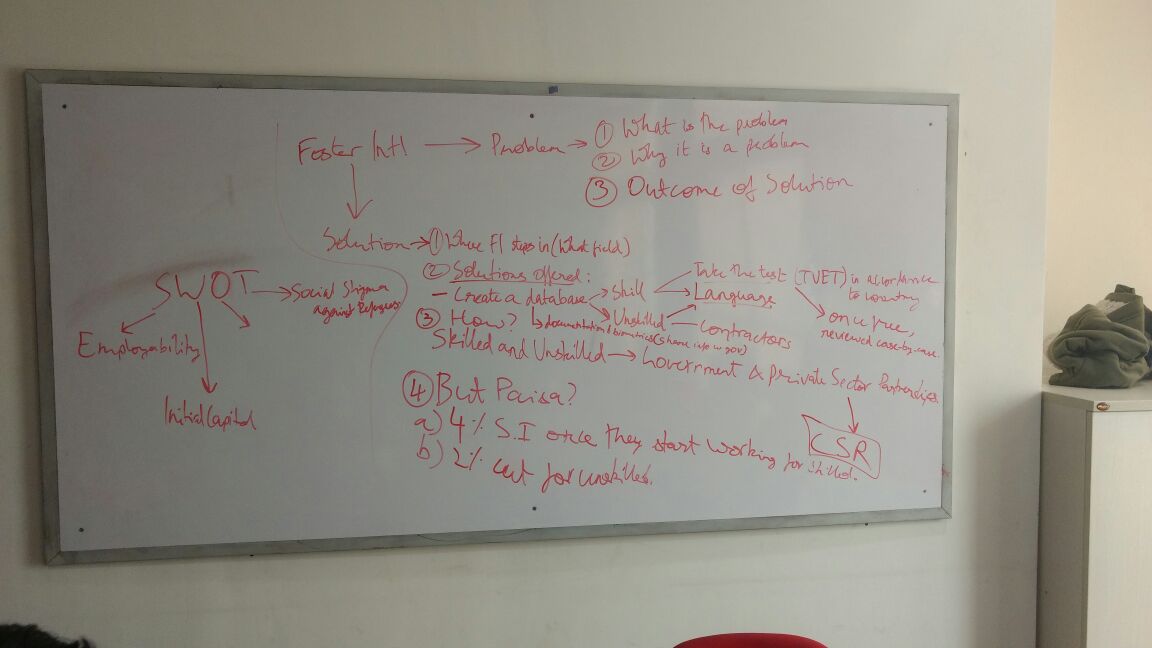 Foster Intl → Problem → ① What is the problem
② Why it is a problem
③ Outcome of Solution
Solution → ① Where FI steps in (What field)
② Solutions offered:
- Create a database
Skill
Take the test (TVET) in accordance
to country
Language
Unskilled
Contractors
once free,
reviewed case-by-case.
③ How?
documentation & biometrics (share info w gov)
Skilled and Unskilled → Government & Private Sector Partnerships
CSR
④ But Paisa?
a) 4% S.I once they start working for skilled.
b) 2% cut for unskilled.
SWOT → Social Stigma
against Refugees
Employability
Initial Capital